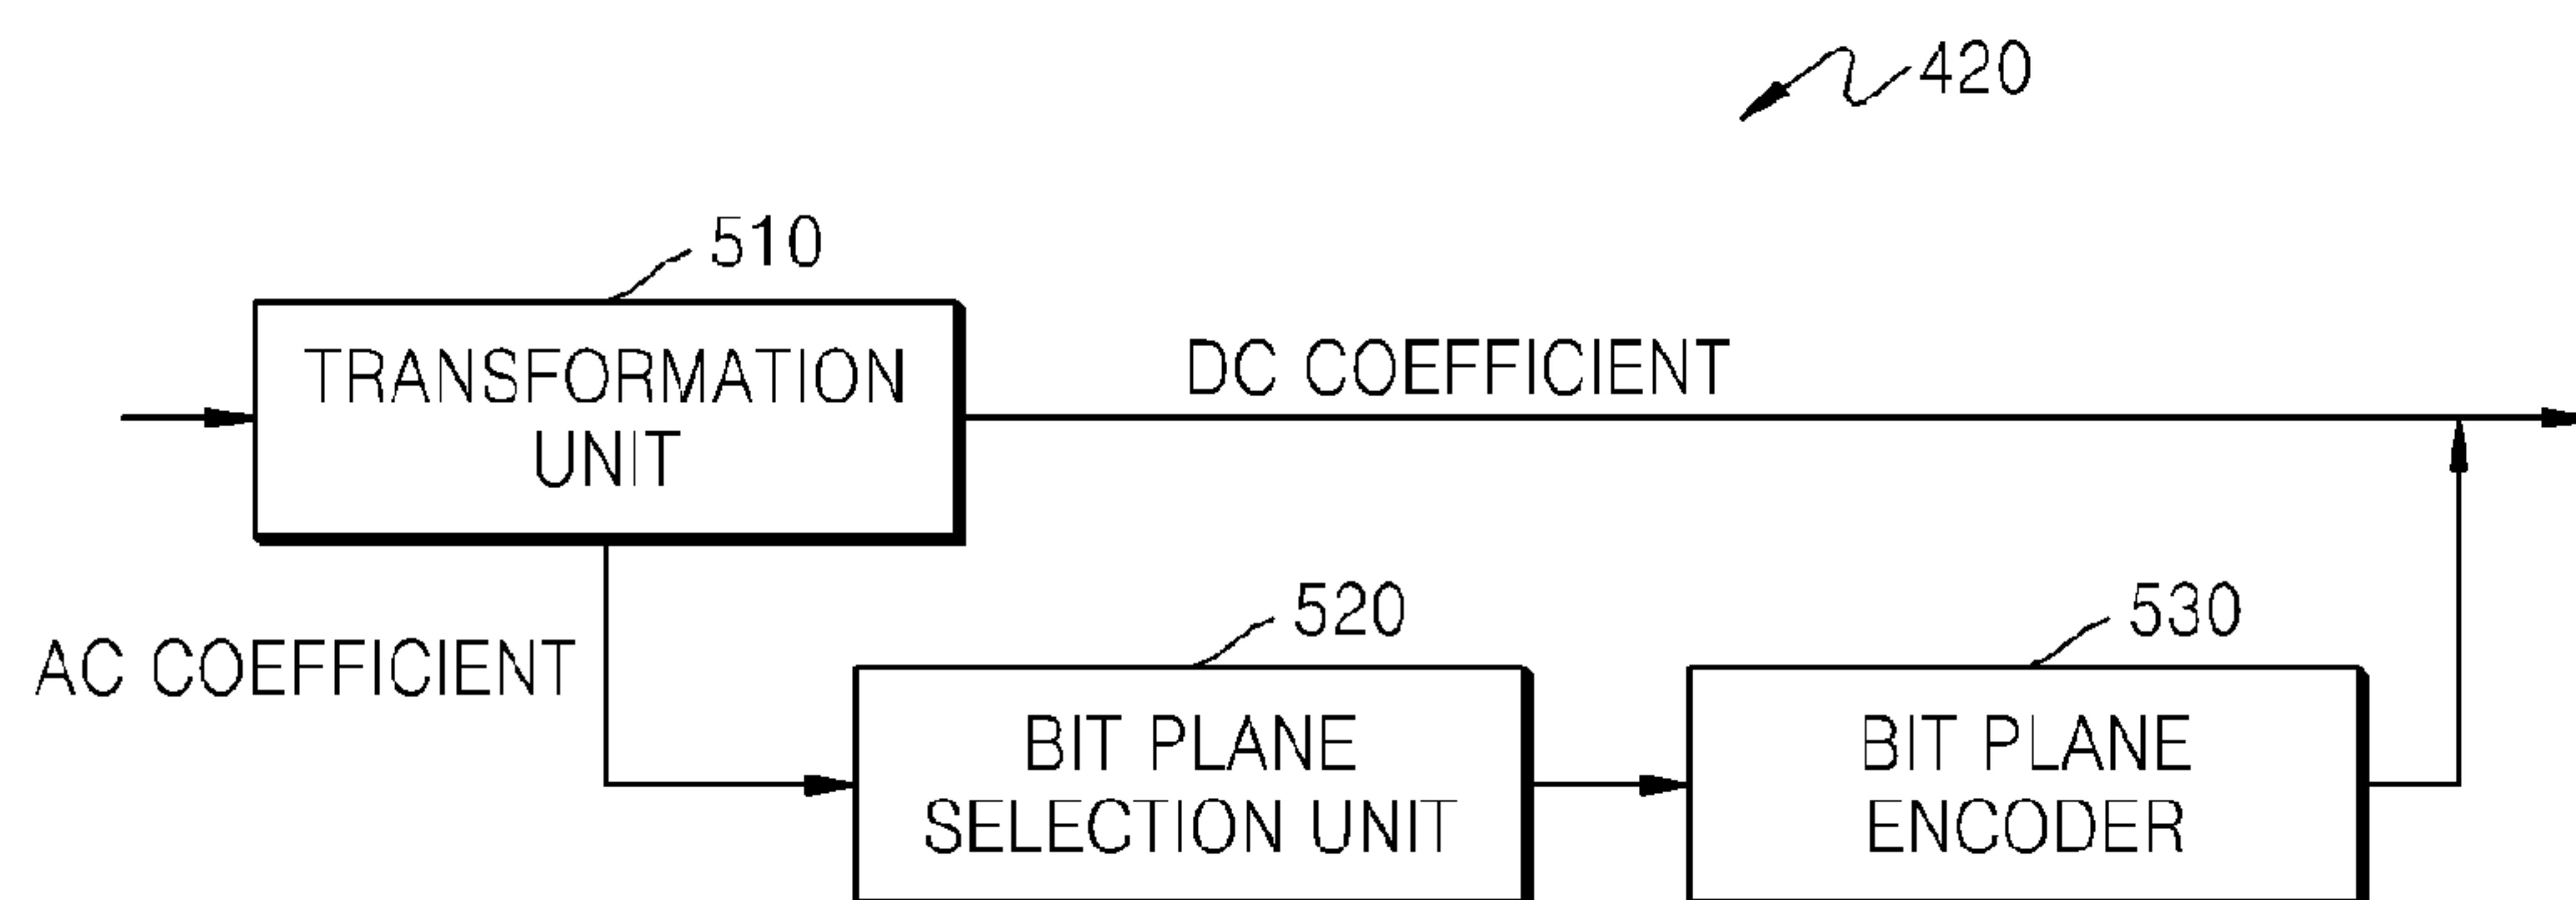 420
510
TRANSFORMATION
UNIT
DC COEFFICIENT
AC COEFFICIENT
520
BIT PLANE
SELECTION UNIT
530
BIT PLANE
ENCODER